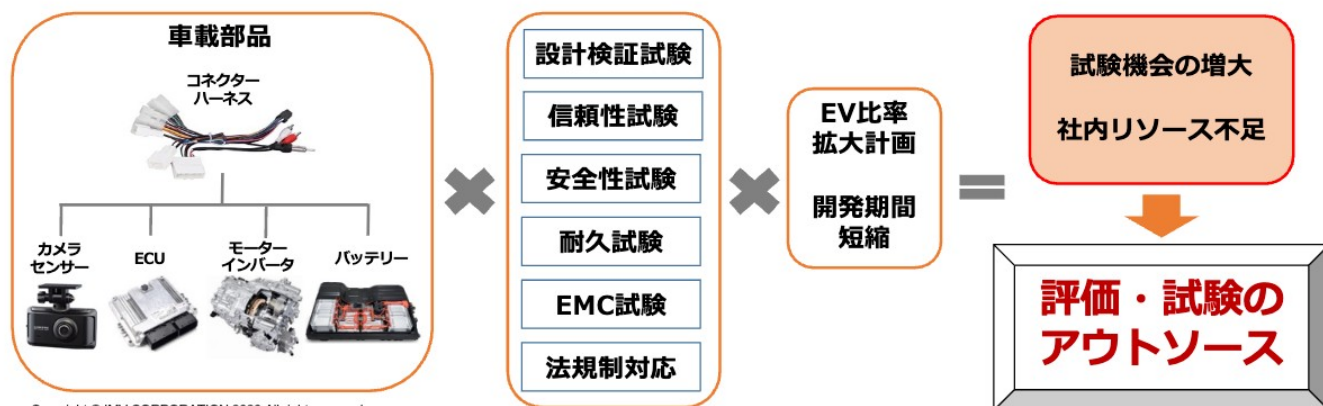 車載部品
コネクター
ハーネス
カメラ
センサー
ECU
モーター
インバータ
バッテリー
設計検証試験
信頼性試験
安全性試験
耐久試験
EMC試験
法規制対応
EV比率
拡大計画
開発期間
短縮
試験機会の増大
社内リソース不足
評価・試験の
アウトソース